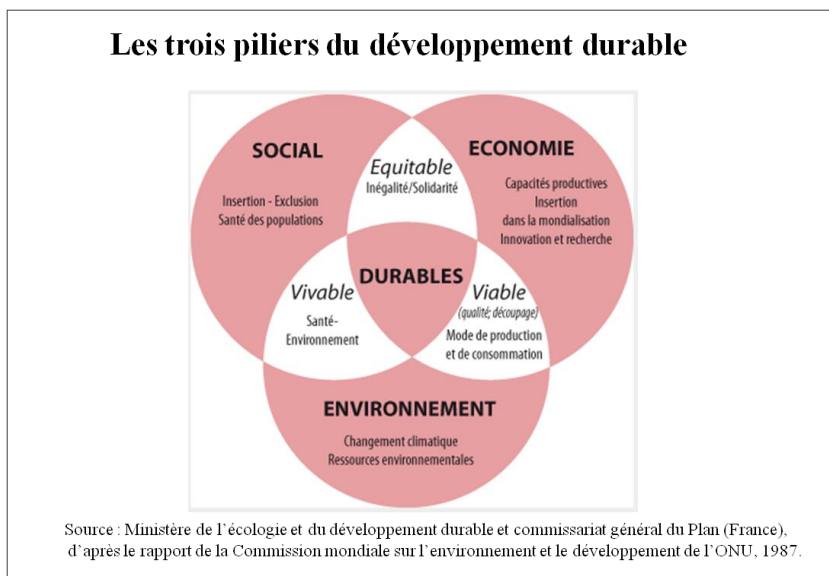 Les trois piliers du développement durable
SOCIAL
Insertion - Exclusion
Santé des populations
Equitable
Inégalité/Solidarité
ECONOMIE
Capacités productives
Insertion
dans la mondialisation
Innovation et recherche
DURABLES
Vivable
Santé-
Environnement
Viable
(qualité; découpage)
Mode de production
et de consommation
ENVIRONNEMENT
Changement climatique
Ressources environnementales
Source : Ministère de l'écologie et du développement durable et commissariat général du Plan (France),
d'après le rapport de la Commission mondiale sur l'environnement et le développement de l'ONU, 1987.